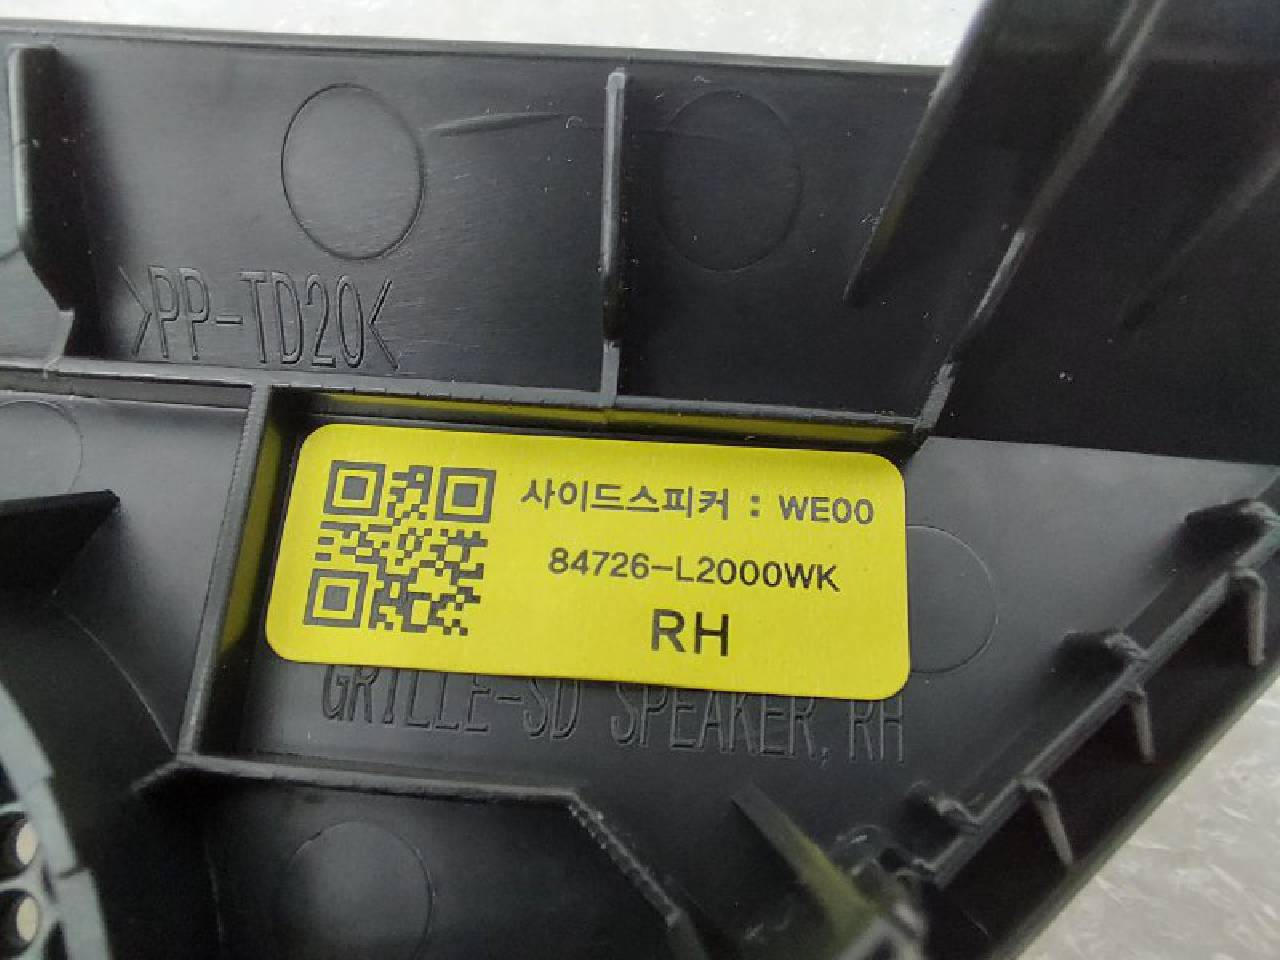 >PP-TD20<
사이드스피커 : WE00
84726-L2000WK
RH
GRILLE-SD SPEAKER, RH